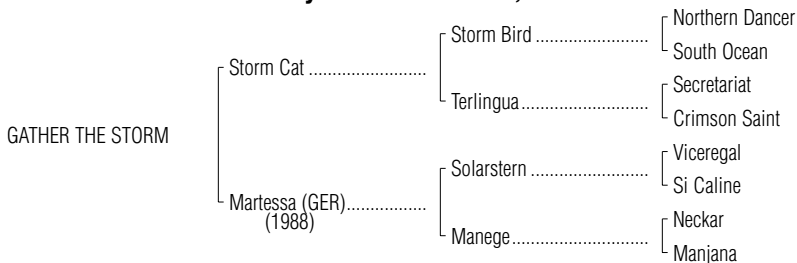 Northern Dancer
Storm Bird ........................
South Ocean
Storm Cat .........................
Secretariat
Terlingua ...........................
Crimson Saint
GATHER THE STORM
Viceregal
Solarstern .........................
Si Caline
Martessa (GER) .................
(1988)
Neckar
Manege .............................
Manjana